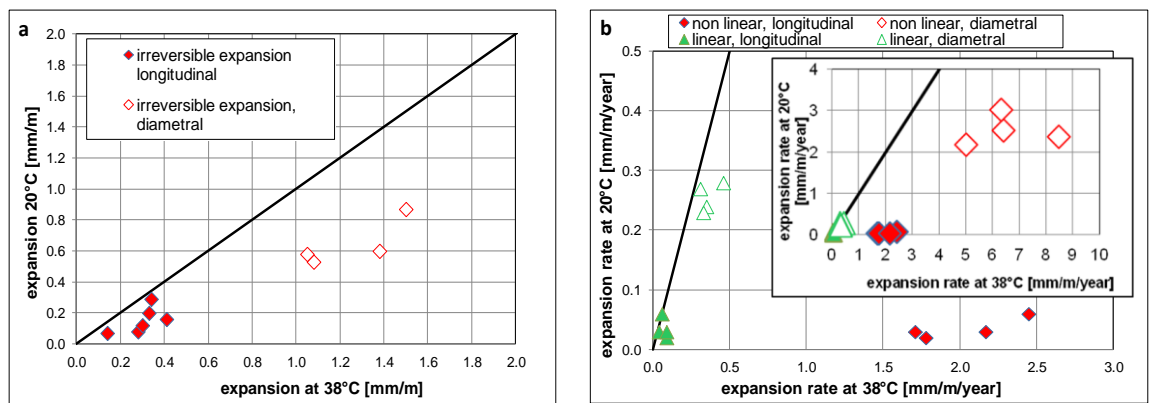 a
irreversible expansion
longitudinal
irreversible expansion,
diametral
expansion 20°C [mm/m]
2.0
1.8
1.6
1.4
1.2
1.0
0.8
0.6
0.4
0.2
0.0
0.0 0.2 0.4 0.6 0.8 1.0 1.2 1.4 1.6 1.8 2.0
expansion at 38°C [mm/m]
b
non linear, longitudinal non linear, diametral
linear, longitudinal linear, diametral
expansion rate at 20°C [mm/m/year]
0.5
0.4
0.3
0.2
0.1
0.0
0.0 0.5 1.0 1.5 2.0 2.5 3.0
expansion rate at 38°C [mm/m/year]
expansion rate at 20°C
[mm/m/year]
4
3
2
1
0
0 1 2 3 4 5 6 7 8 9 10
expansion rate at 38°C [mm/m/year]